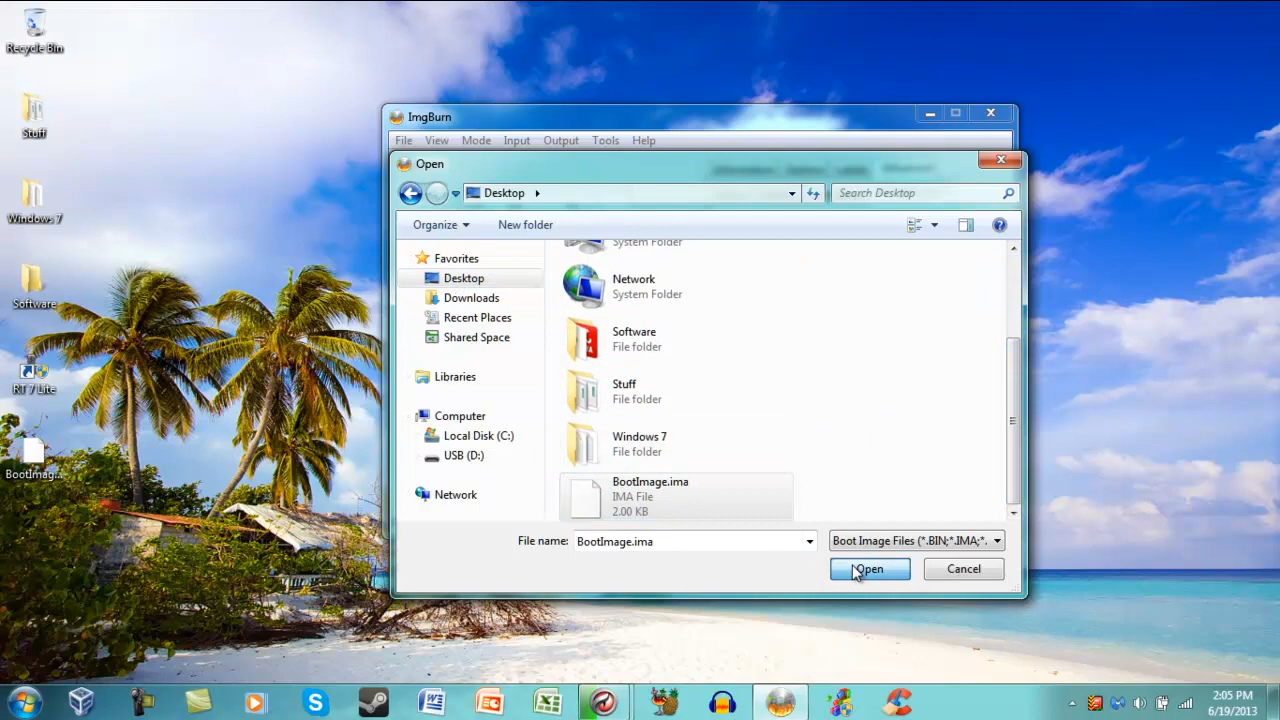 Recycle Bin
Stuff
Windows 7
Software
RT 7 Lite
BootImag...
ImgBurn
File View Mode Input Output Tools Help
Open
Desktop
Search Desktop
Organize New folder
Favorites
Desktop
Downloads
Recent Places
Shared Space
Libraries
Computer
Local Disk (C:)
USB (D:)
Network
System Folder
Network
System Folder
Software
File folder
Stuff
File folder
Windows 7
File folder
BootImage.ima
IMA File
2.00 KB
File name: BootImage.ima Boot Image Files (*.BIN;*.IMA;*.
Open Cancel
2:05 PM
6/19/2013